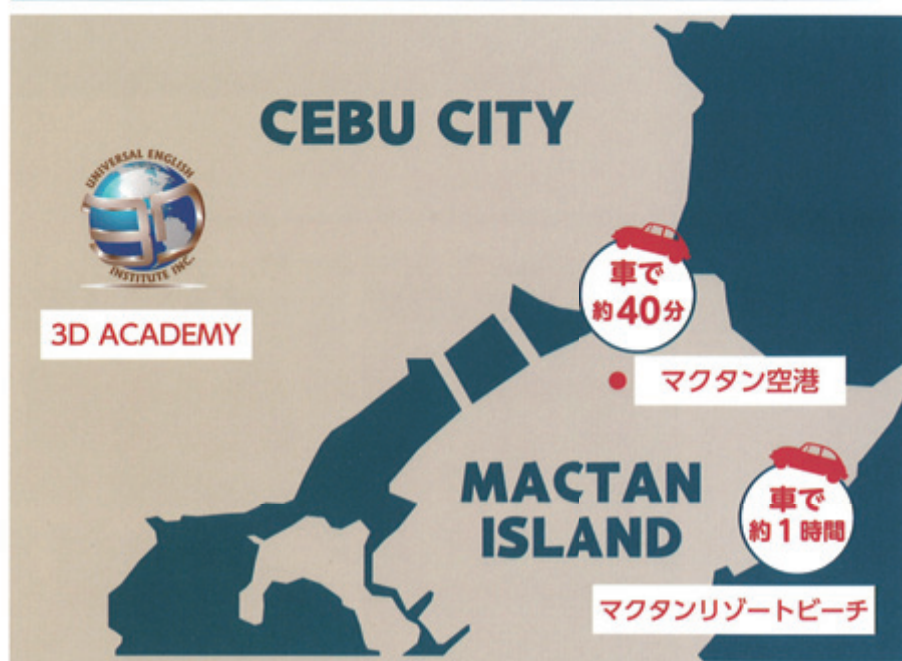 CEBU CITY
UNIVERSAL ENGLISH
3D
INSTITUTE INC.
3D ACADEMY
車で
約40分
マクタン空港
MACTAN
ISLAND
車で
約1時間
マクタンリゾートビーチ